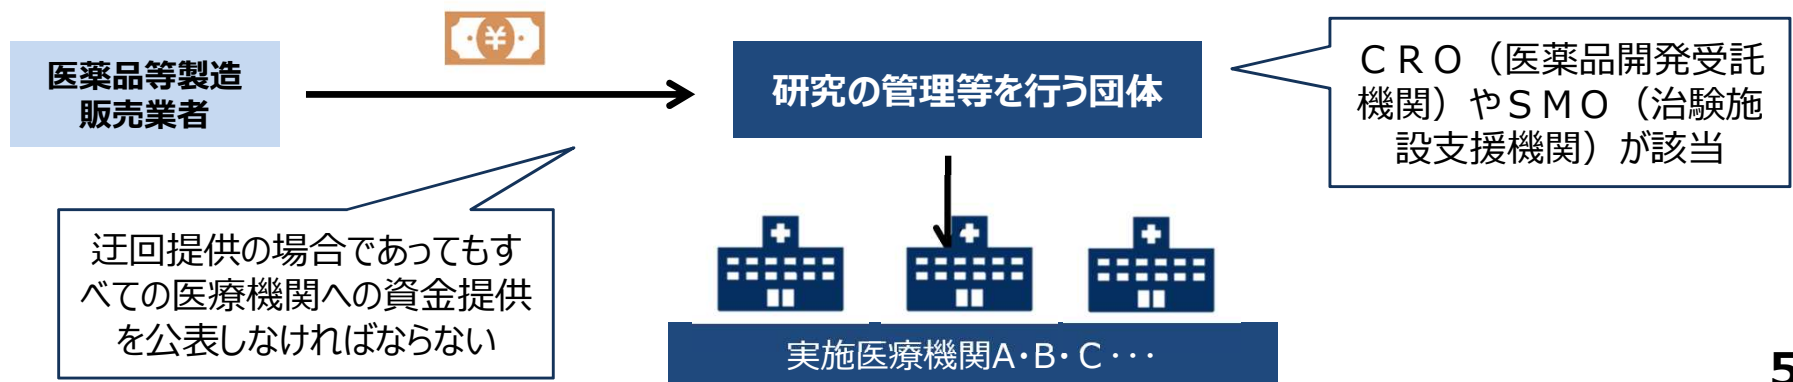 ¥
医薬品等製造
販売業者
研究の管理等を行う団体
ＣＲＯ（医薬品開発受託
機関）やＳＭＯ（治験施
設支援機関）が該当
迂回提供の場合であってもす
べての医療機関への資金提供
を公表しなければならない
実施医療機関A・B・C・・・
5